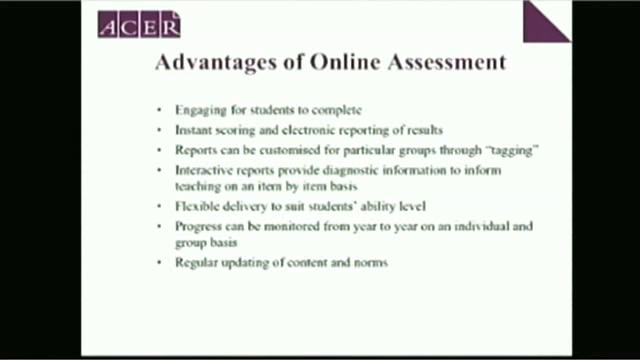 ACER
Advantages of Online Assessment
• Engaging for students to complete
• Instant scoring and electronic reporting of results
• Reports can be customised for particular groups through “tagging”
• Interactive reports provide diagnostic information to inform
teaching on an item by item basis
• Flexible delivery to suit students’ ability level
• Progress can be monitored from year to year on an individual and
group basis
• Regular updating of content and norms